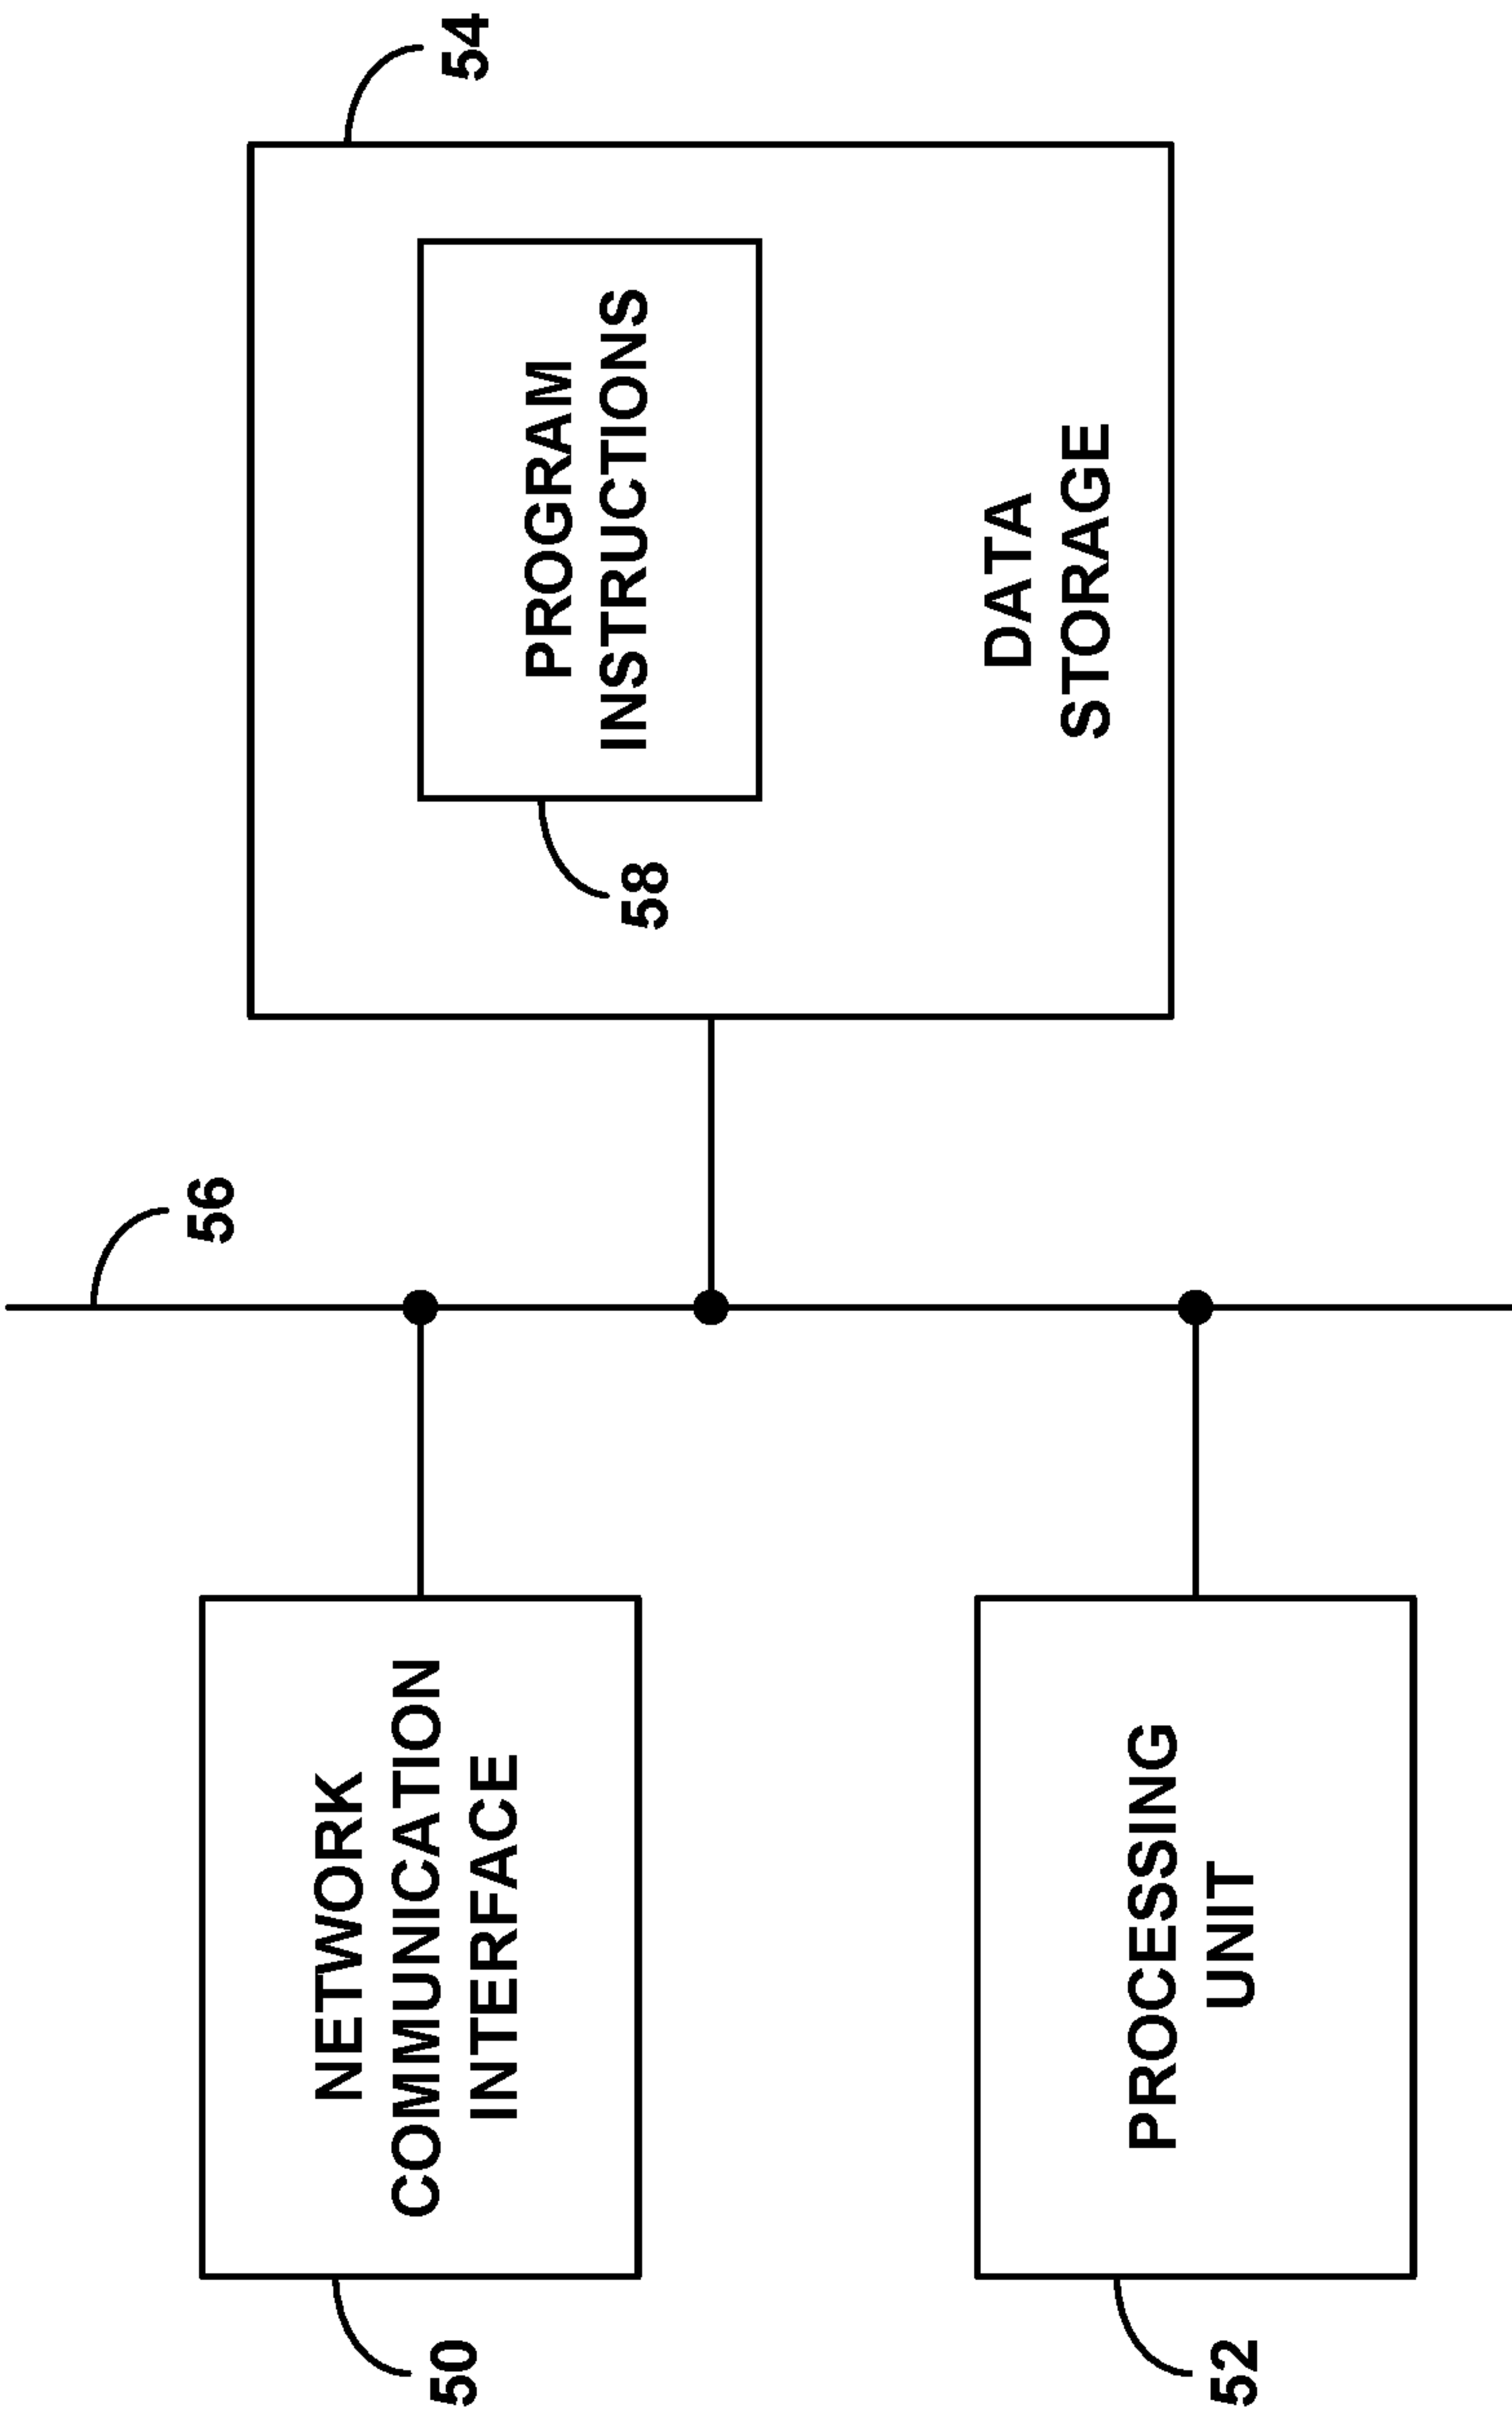 56
50
NETWORK
COMMUNICATION
INTERFACE
54
58
PROGRAM
INSTRUCTIONS
DATA
STORAGE
52
PROCESSING
UNIT